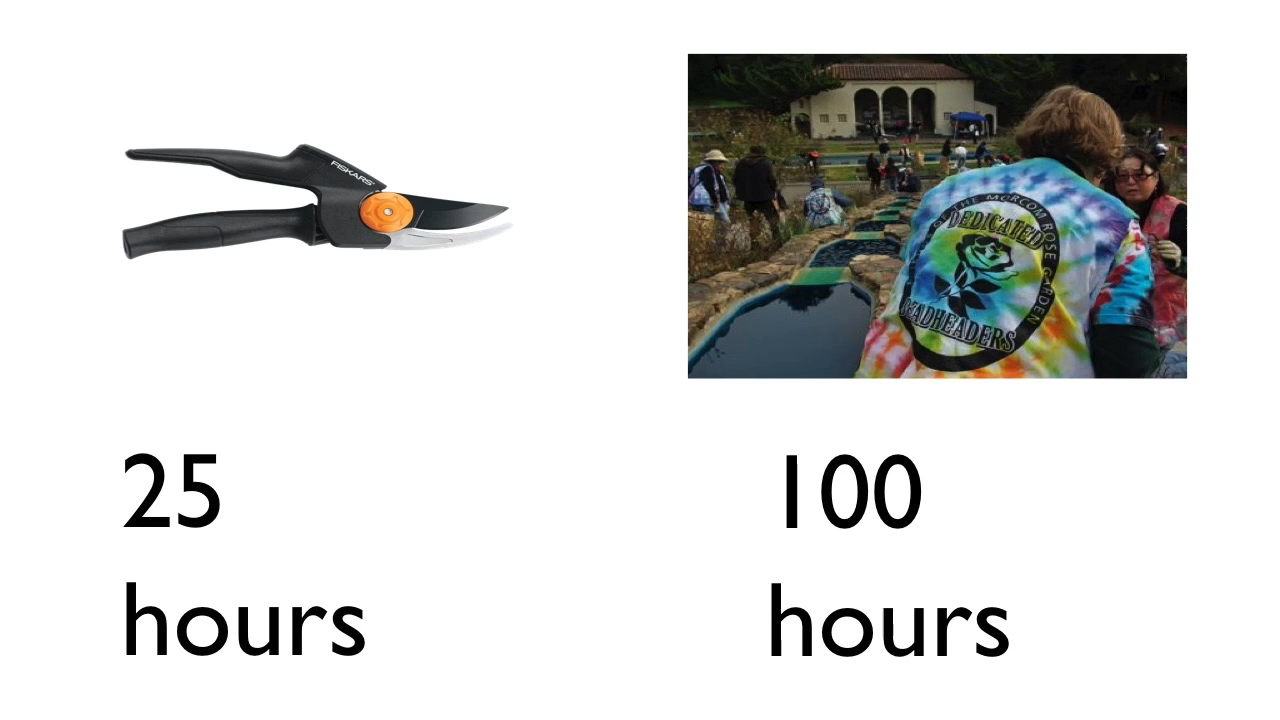 FISKARS
OF THE MORCOM ROSE GARDEN
DEDICATED
DEADHEADERS
25
hours
100
hours